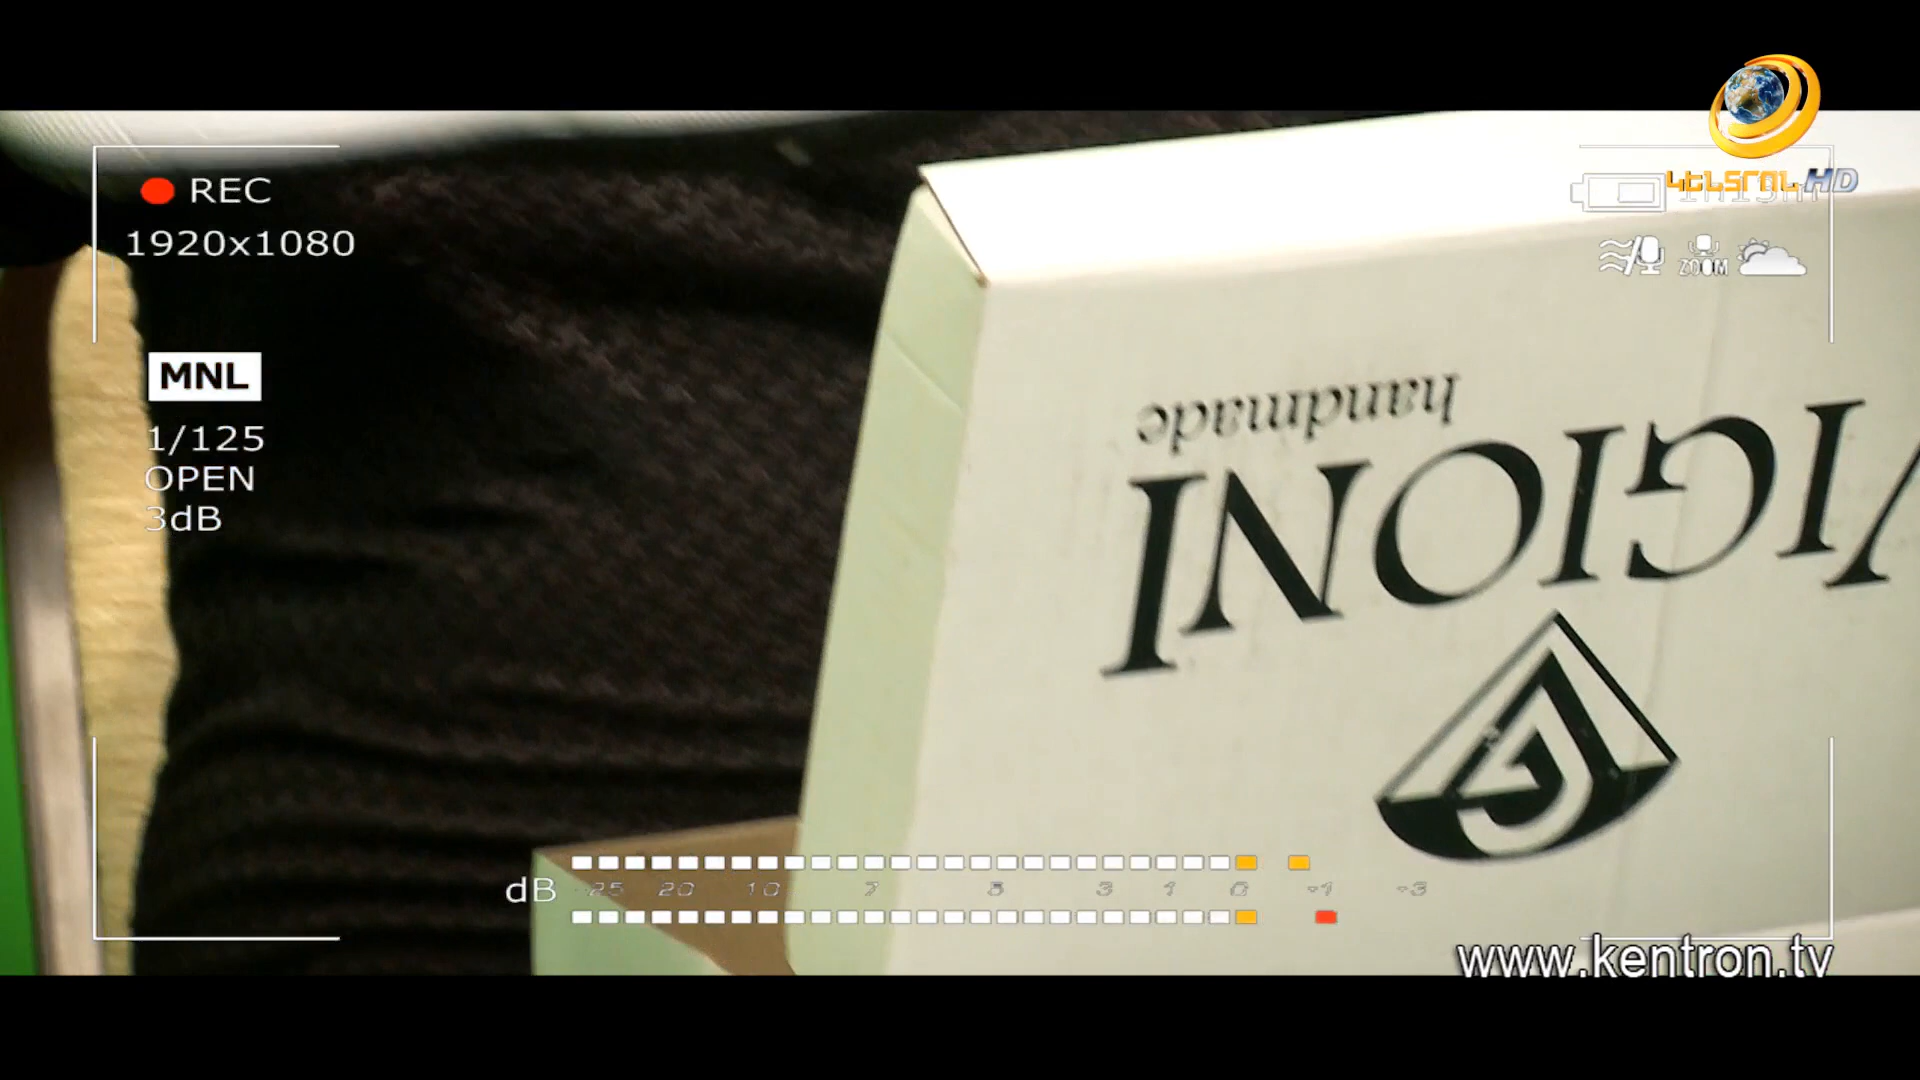 ԿԵՆՏՐՈՆ HD
REC
1920x1080
ZOOM
MNL
1/125
OPEN
3dB
handmade
VIGIONI
dB -25 20 10 7 5 3 1 0 +1 +3
www.kentron.tv